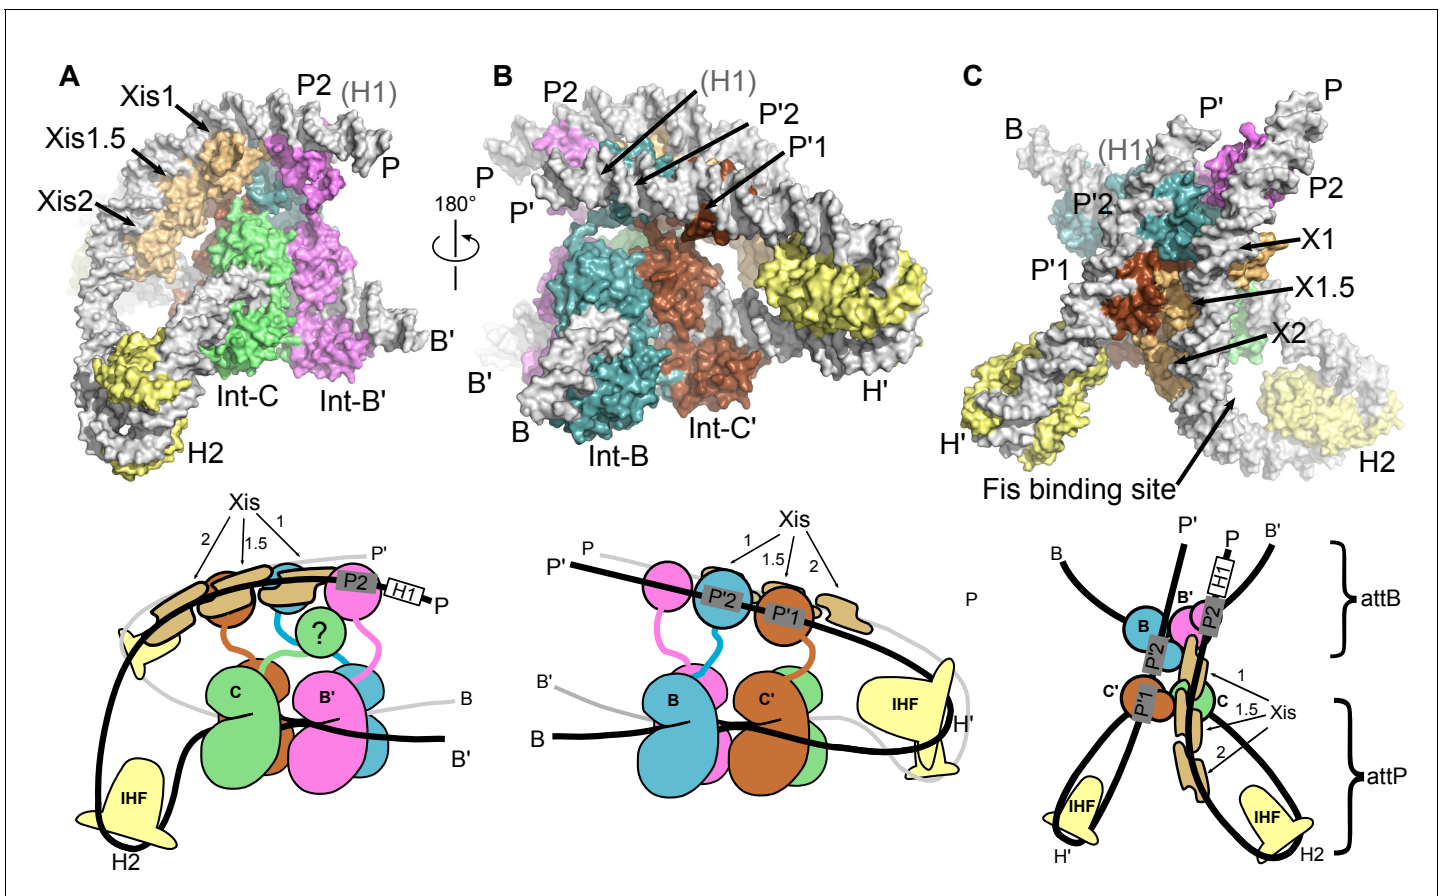 A
Xis1
P2
(H1)
Xis1.5
Xis2
P
B'
Int-C
Int-B'
H2
180°
B
(H1)
P2
P'2
P'1
P
P'
B'
B
Int-B
Int-C'
H'
C
P
P'
B
(H1)
P2
P'2
X1
P'1
X1.5
X2
H'
H2
Fis binding site
Xis
2
1.5
1
P'
P2
H1
P
?
C
B'
B
B'
IHF
H2
Xis
1
1.5
2
P
P'
P'2
P'1
P
B'
B
C'
B
IHF
H'
P'
P
B'
B
H1
attB
B
B'
P2
P'2
1
C'
P'1
C
1.5
Xis
2
attP
IHF
IHF
H'
H2